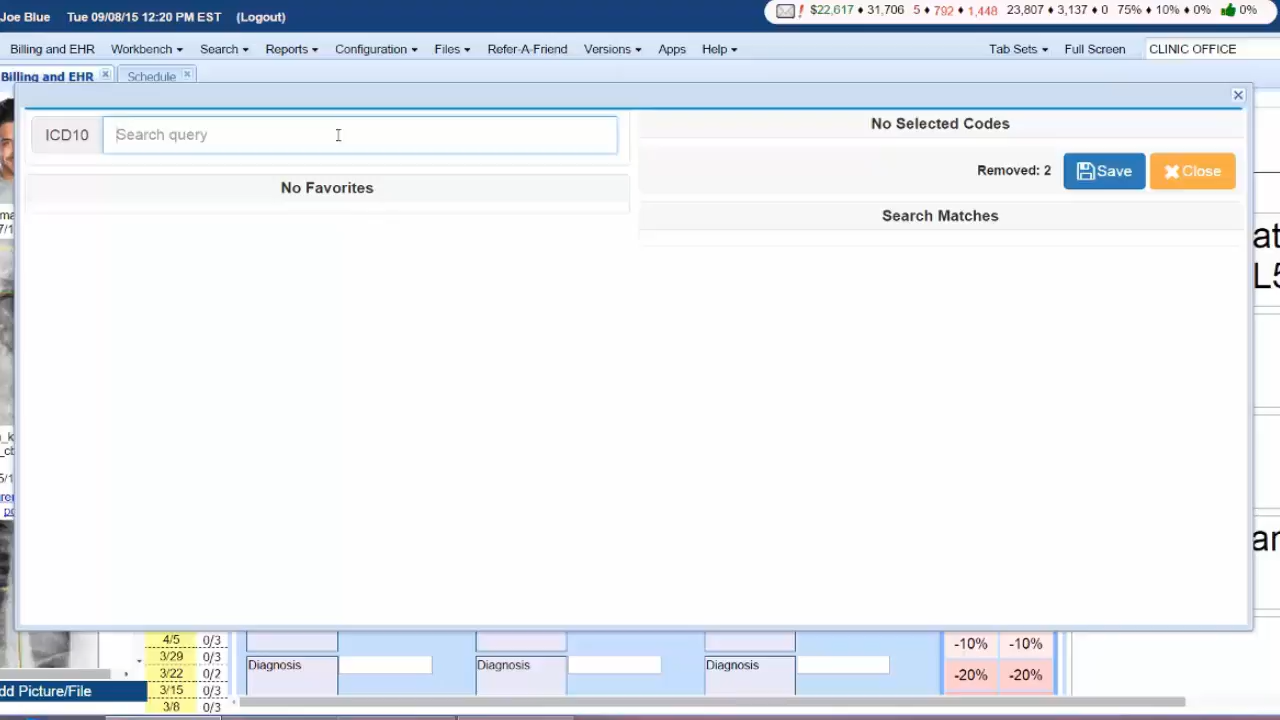 Joe Blue Tue 09/08/15 12:20 PM EST (Logout)
$22,617 ♦ 31,706 5 ♦ 792 ♦ 1,448 23,807 ♦ 3,137 ♦ 0 75% ♦ 10% ♦ 0% 0%
Billing and EHR Workbench Search Reports Configuration Files Refer-A-Friend Versions Apps Help Tab Sets Full Screen CLINIC OFFICE
Billing and EHR Schedule
ICD10 Search query
No Selected Codes
Removed: 2 Save Close
No Favorites
Search Matches
4/5 0/3
3/29 0/3
3/22 0/2
3/15 0/3
3/8 0/3
Diagnosis Diagnosis Diagnosis
-10% -10%
-20% -20%
dd Picture/File